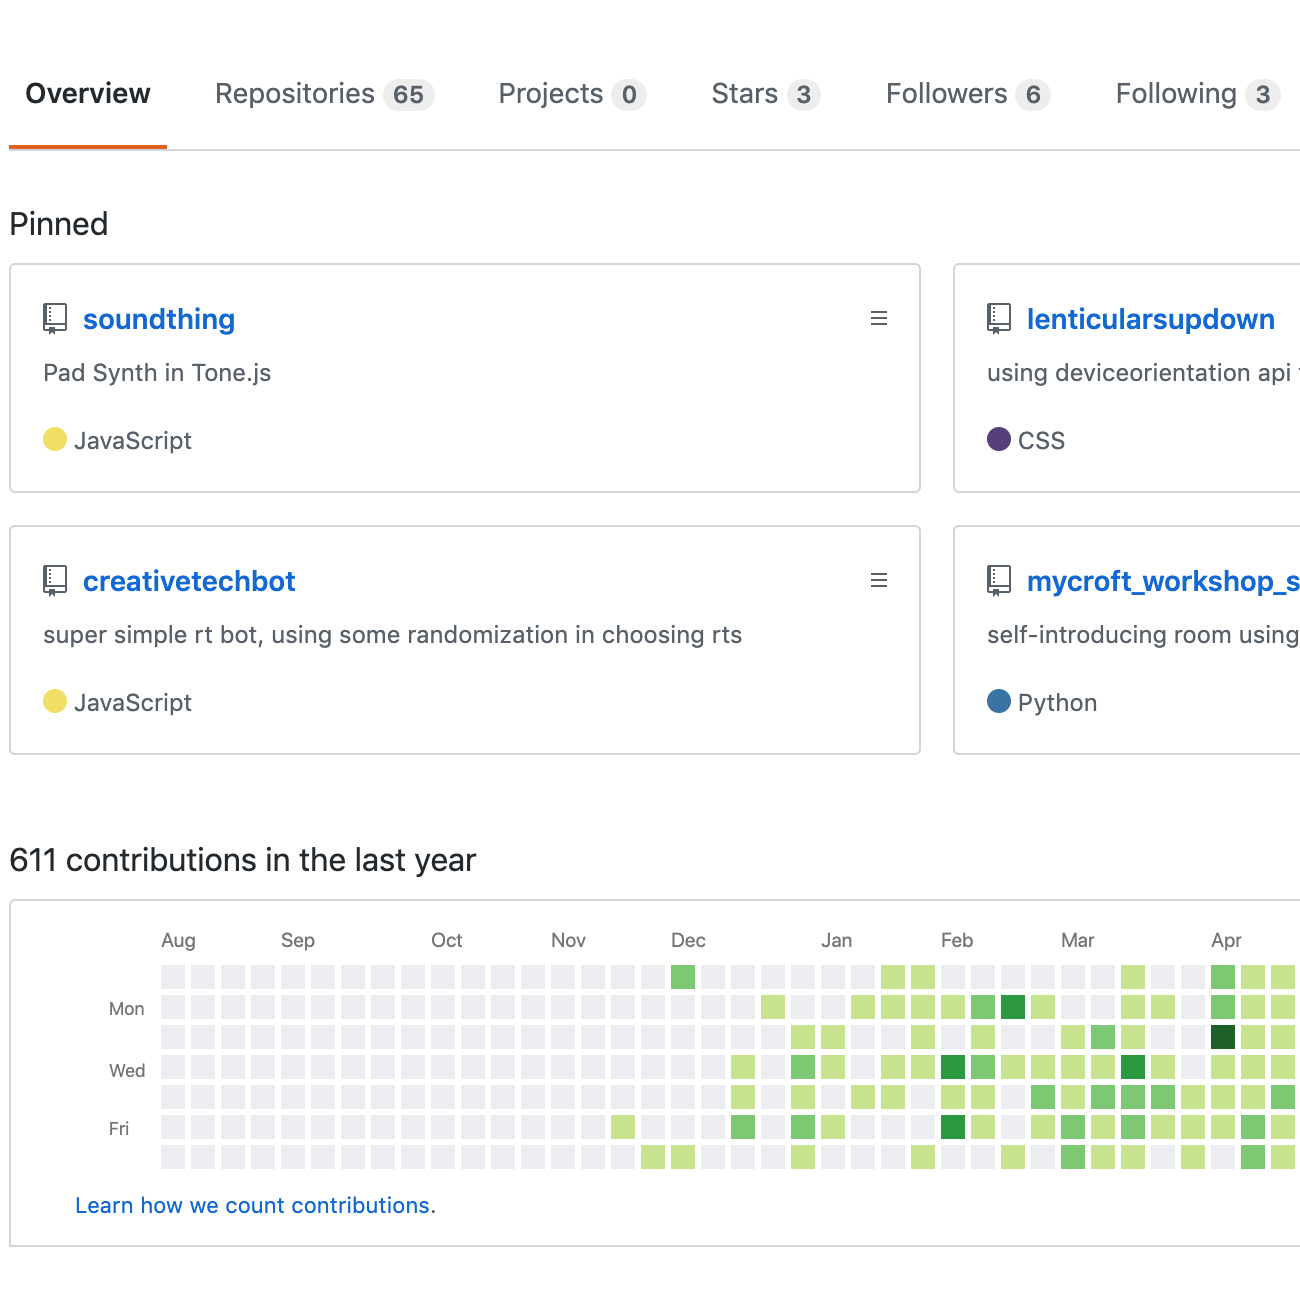 Overview Repositories 65 Projects 0 Stars 3 Followers 6 Following 3
Pinned
soundthing
Pad Synth in Tone.js
JavaScript
lenticularsupdown
using deviceorientation api
CSS
creativetechbot
super simple rt bot, using some randomization in choosing rts
JavaScript
mycroft_workshop_s
self-introducing room using
Python
611 contributions in the last year
Aug Sep Oct Nov Dec Jan Feb Mar Apr
Mon
Wed
Fri
Learn how we count contributions.